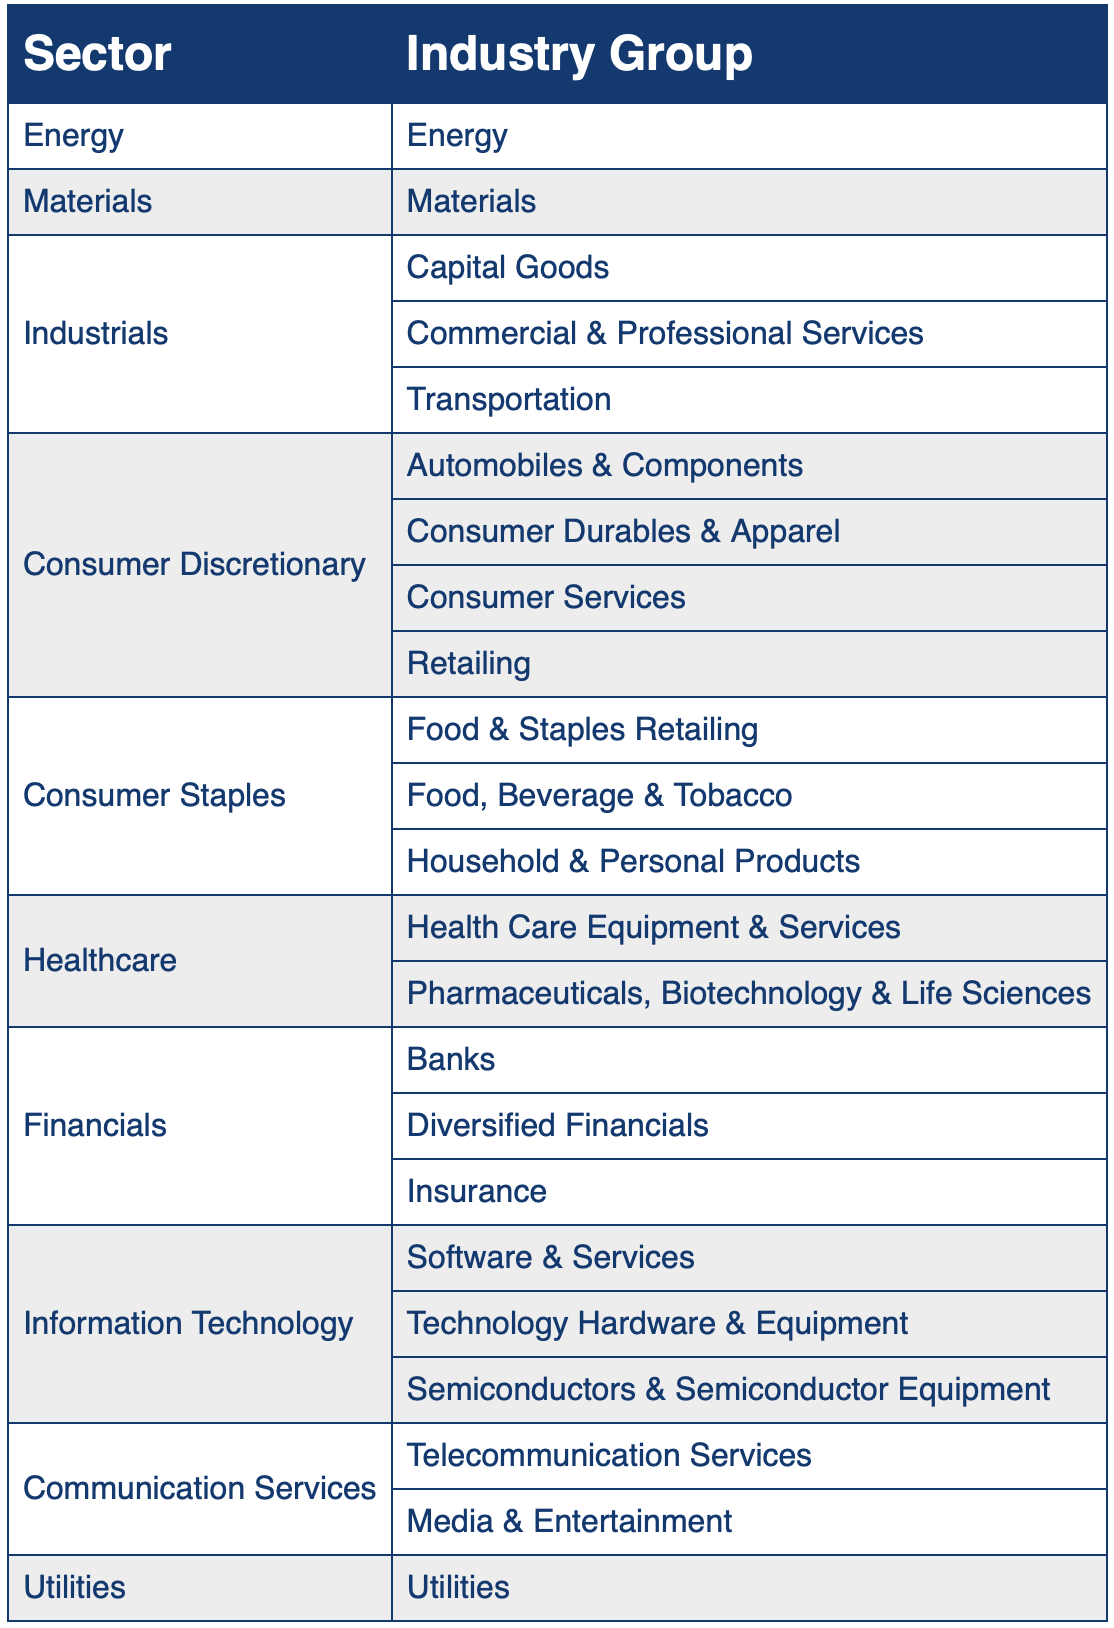 Sector Industry Group
Energy Energy
Materials Materials
Capital Goods
Industrials Commercial & Professional Services
Transportation
Automobiles & Components
Consumer Durables & Apparel
Consumer Discretionary
Consumer Services
Retailing
Food & Staples Retailing
Consumer Staples Food, Beverage & Tobacco
Household & Personal Products
Health Care Equipment & Services
Healthcare
Pharmaceuticals, Biotechnology & Life Sciences
Banks
Financials Diversified Financials
Insurance
Software & Services
Information Technology Technology Hardware & Equipment
Semiconductors & Semiconductor Equipment
Telecommunication Services
Communication Services
Media & Entertainment
Utilities Utilities